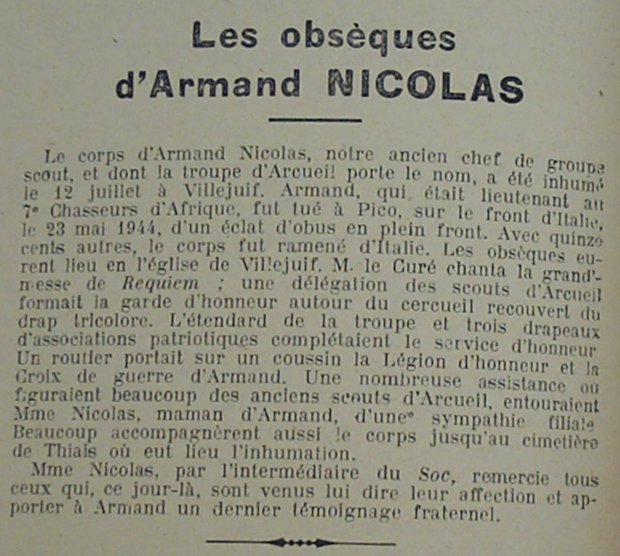 Les obsèques
d'Armand NICOLAS
Le corps d'Armand Nicolas, notre ancien chef de groupe
scout, et dont la troupe d'Arcueil porte le nom, a été inhumé
le 12 juillet à Villejuif. Armand, qui était lieutenant au
7e Chasseurs d'Afrique, fut tué à Pico, sur le front d'Italie,
le 23 mai 1944, d'un éclat d'obus en plein front. Avec quinze
cents autres, le corps fut ramené d'Italie. Les obsèques eu-
rent lieu en l'église de Villejuif. M. le Curé chanta la grand'-
messe de Requiem ; une délégation des scouts d'Arcueil
formait la garde d'honneur autour du cercueil recouvert du
drap tricolore. L'étendard de la troupe et trois drapeaux
d'associations patriotiques complétaient le service d'honneur
Un routier portait sur un coussin la Légion d'honneur et la
Croix de guerre d'Armand. Une nombreuse assistance où
figuraient beaucoup des anciens scouts d'Arcueil, entouraient
Mme Nicolas, maman d'Armand, d'une sympathie filiale
Beaucoup accompagnèrent aussi le corps jusqu'au cimetière
de Thiais où eut lieu l'inhumation.
Mme Nicolas, par l'intermédiaire du Soc, remercie tous
ceux qui, ce jour-là, sont venus lui dire leur affection et ap-
porter à Armand un dernier témoignage fraternel.